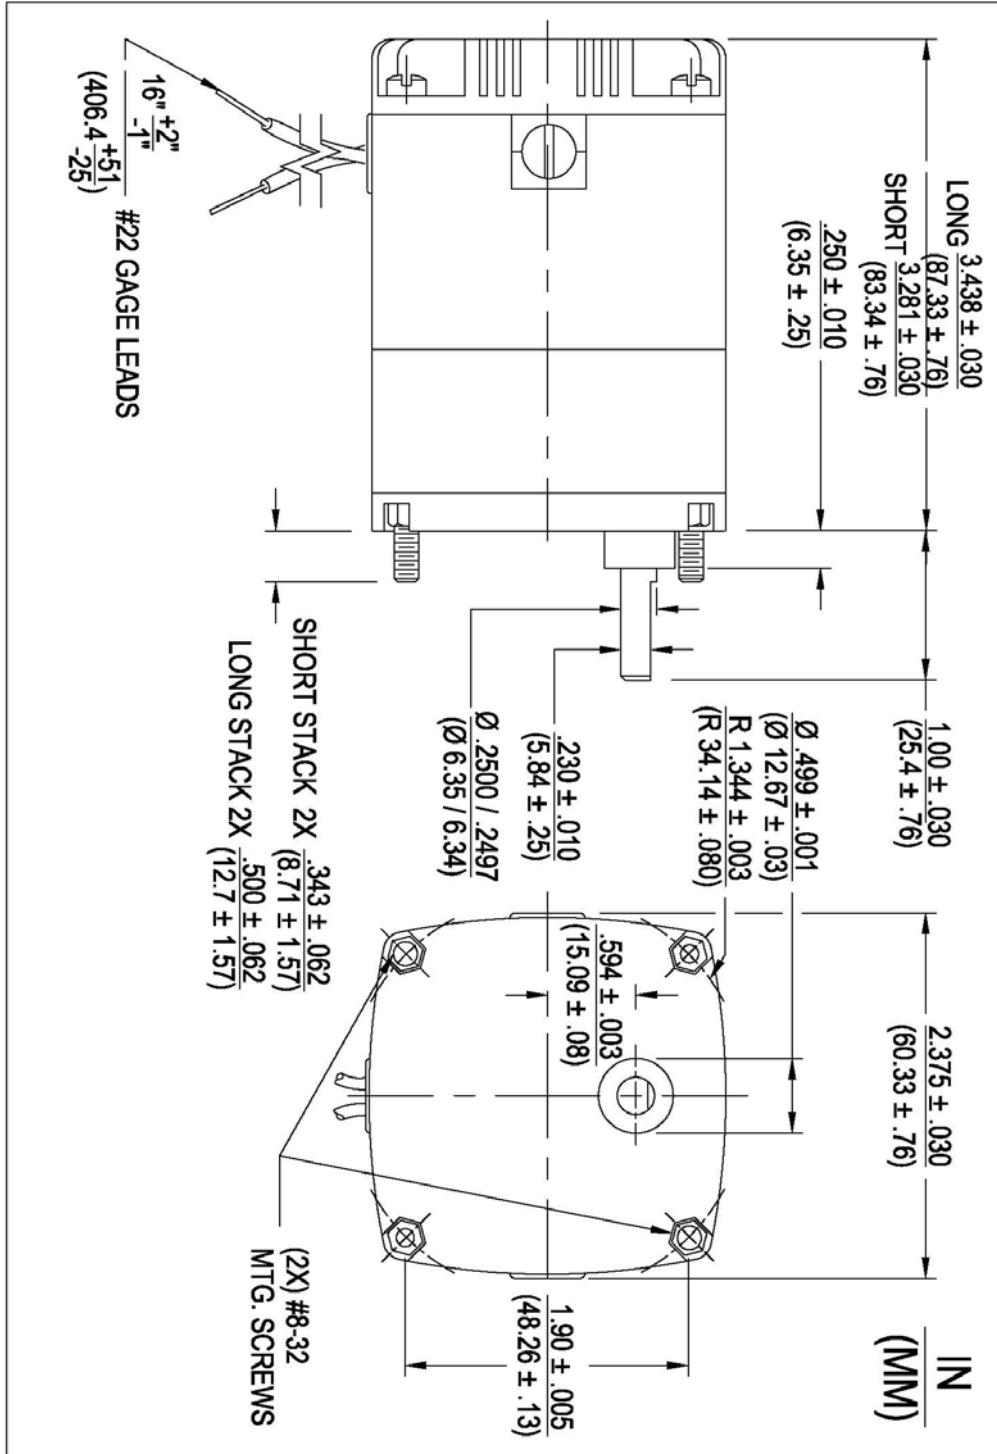 IN
(MM)
LONG 3.438 ± .030
(87.33 ± .76)
SHORT 3.281 ± .030
(83.34 ± .76)
.250 ± .010
(6.35 ± .25)
1.00 ± .030
(25.4 ± .76)
2.375 ± .030
(60.33 ± .76)
Ø .499 ± .001
(Ø 12.67 ± .03)
R 1.344 ± .003
(R 34.14 ± .080)
.594 ± .003
(15.09 ± .08)
.230 ± .010
(5.84 ± .25)
Ø .2500 / .2497
(Ø 6.35 / 6.34)
1.90 ± .005
(48.26 ± .13)
16" +2"
-1"
(406.4 +51
-25)
#22 GAGE LEADS
SHORT STACK 2X .343 ± .062
(8.71 ± 1.57)
LONG STACK 2X .500 ± .062
(12.7 ± 1.57)
(2X) #8-32
MTG. SCREWS